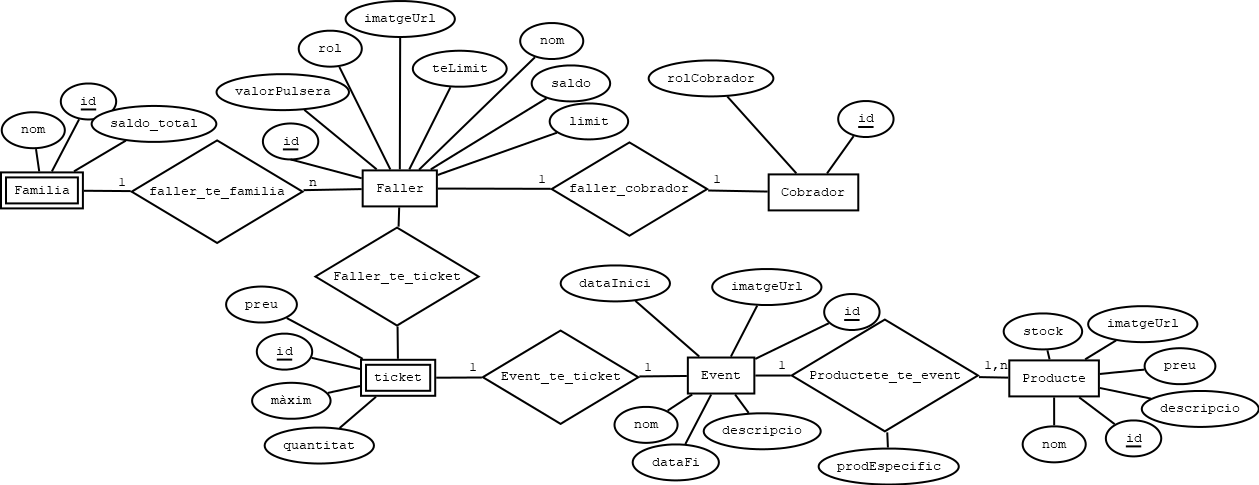 imatgeUrl
rol
nom
teLimit
saldo
valorPulsera
rolCobrador
id
saldo_total
limit
id
nom
id
Familia
1
faller_te_familia
n
Faller
1
faller_cobrador
1
Cobrador
Faller_te_ticket
dataInici
imatgeUrl
preu
id
stock
imatgeUrl
id
ticket
1
Event_te_ticket
1
Event
1
Productete_te_event
1,n
Producte
preu
màxim
descripcio
nom
descripcio
quantitat
nom
id
dataFi
prodEspecific